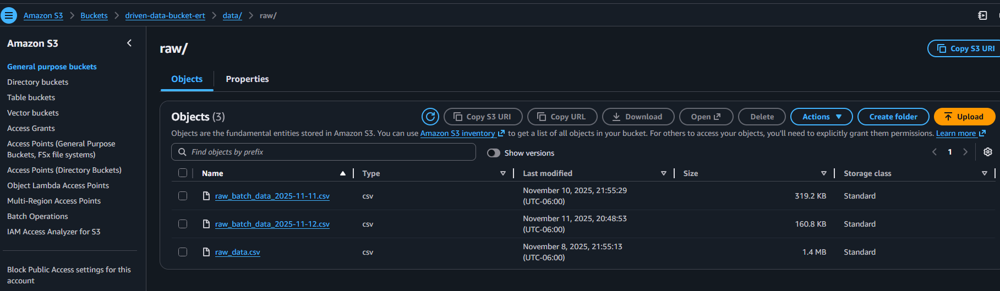 Amazon S3 > Buckets > driven-data-bucket-ert > data/ > raw/
Amazon S3
General purpose buckets
Directory buckets
Table buckets
Vector buckets
Access Grants
Access Points (General Purpose
Buckets, FSx file systems)
Access Points (Directory Buckets)
Object Lambda Access Points
Multi-Region Access Points
Batch Operations
IAM Access Analyzer for S3
Block Public Access settings for this
account
raw/
Copy S3 URI
Objects Properties
Objects (3)
Copy S3 URI Copy URL Download Open Delete Actions Create folder Upload
Objects are the fundamental entities stored in Amazon S3. You can use Amazon S3 inventory to get a list of all objects in your bucket. For others to access your objects, you'll need to explicitly grant them permissions. Learn more
Find objects by prefix Show versions 1
Name Type Last modified Size Storage class
raw_batch_data_2025-11-11.csv csv November 10, 2025, 21:55:29 319.2 KB Standard
(UTC-06:00)
raw_batch_data_2025-11-12.csv csv November 11, 2025, 20:48:53 160.8 KB Standard
(UTC-06:00)
raw_data.csv csv November 8, 2025, 21:55:13 1.4 MB Standard
(UTC-06:00)